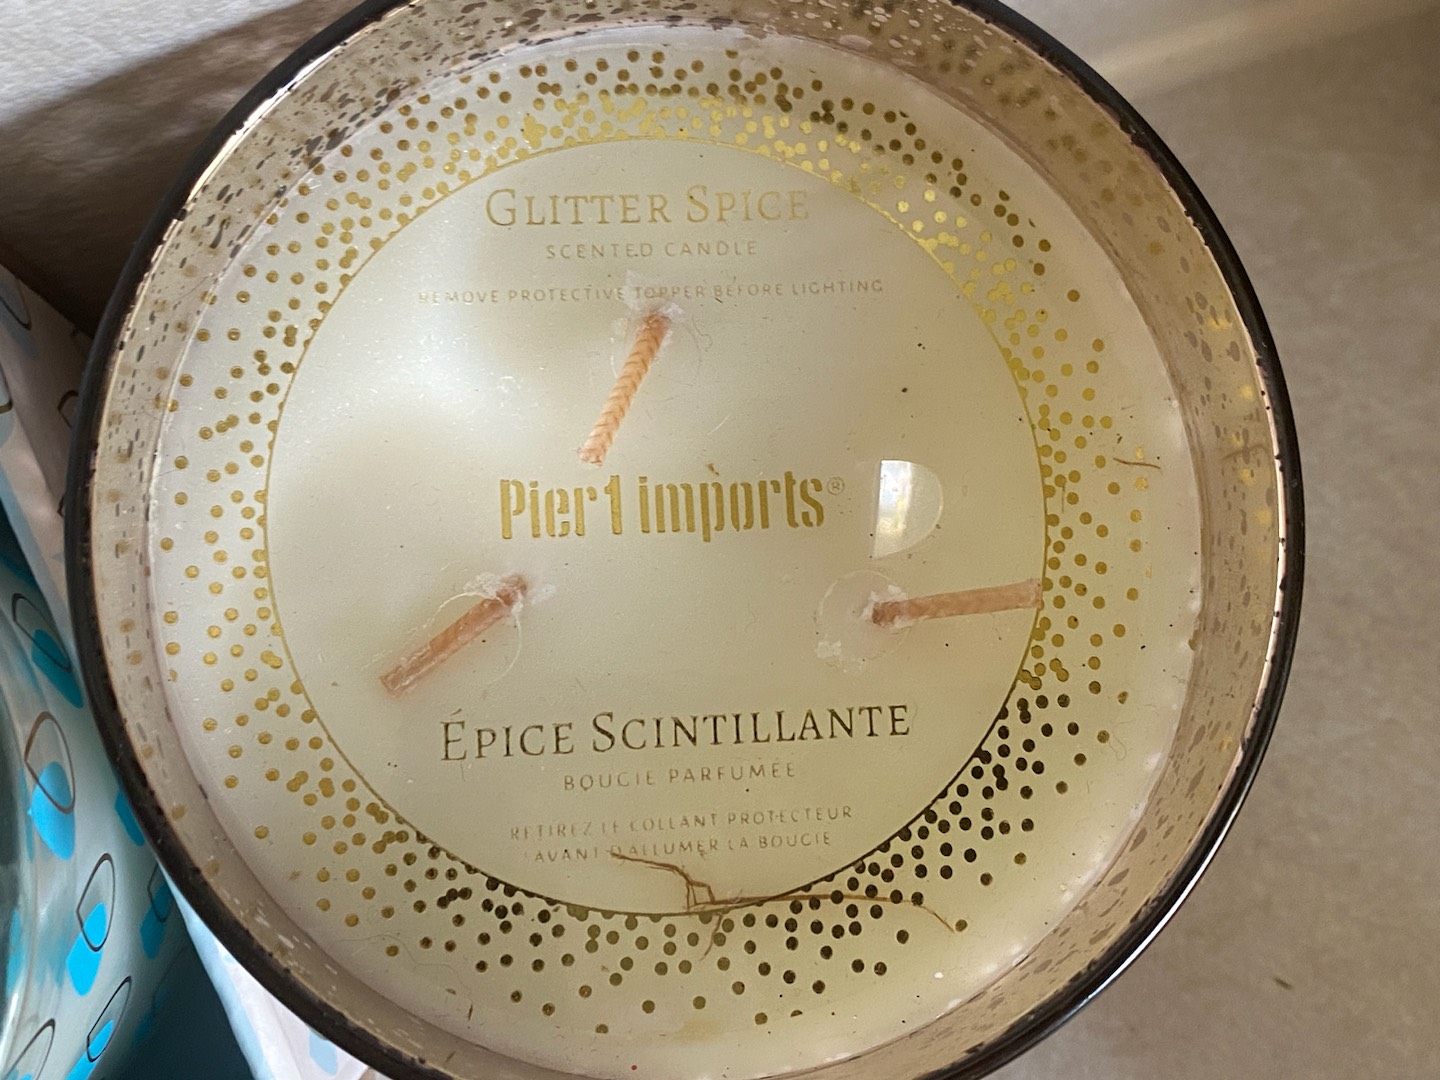 GLITTER SPICE
SCENTED CANDLE
REMOVE PROTECTIVE TOPPER BEFORE LIGHTING
Pier1 imports®
ÉPICE SCINTILLANTE
BOUGIE PARFUMÉE
RETIREZ LE COLLANT PROTECTEUR
AVANT D'ALLUMER LA BOUGIE